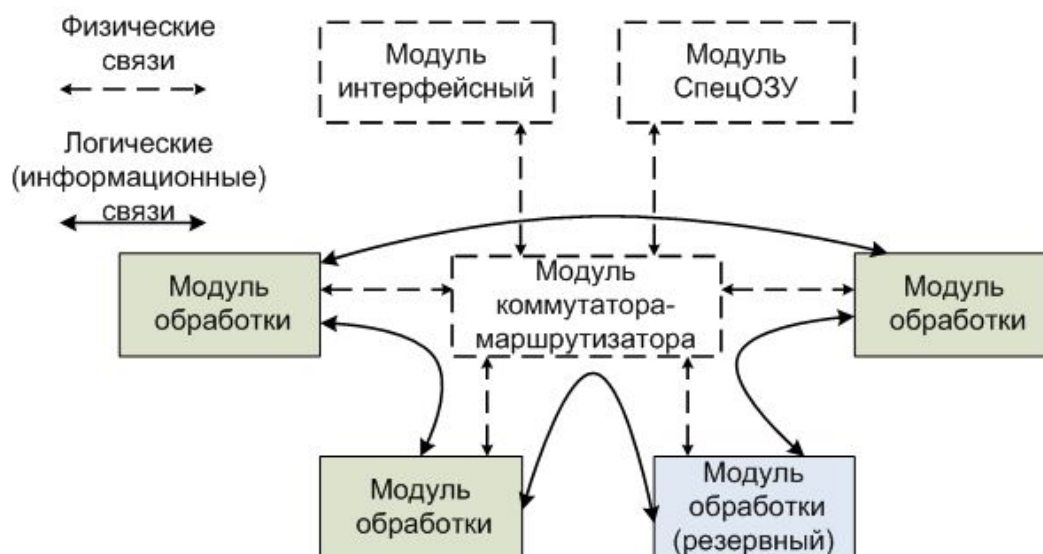 Физические
связи
Логические
(информационные)
связи
Модуль
интерфейсный
Модуль
СпецОЗУ
Модуль
обработки
Модуль
коммутатора-
маршрутизатора
Модуль
обработки
Модуль
обработки
Модуль
обработки
(резервный)